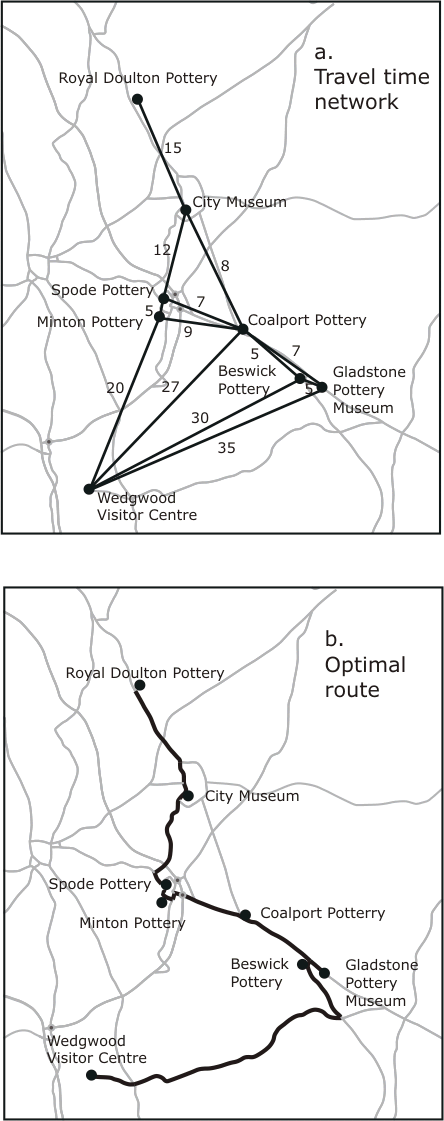 a.
Travel time
network
Royal Doulton Pottery
15
City Museum
12
8
Spode Pottery
7
5
Minton Pottery
9
Coalport Pottery
5
7
Beswick
Pottery
5
Gladstone
Pottery
Museum
20
27
30
35
Wedgwood
Visitor Centre
b.
Optimal
route
Royal Doulton Pottery
City Museum
Spode Pottery
Minton Pottery
Coalport Potterry
Beswick
Pottery
Gladstone
Pottery
Museum
Wedgwood
Visitor Centre